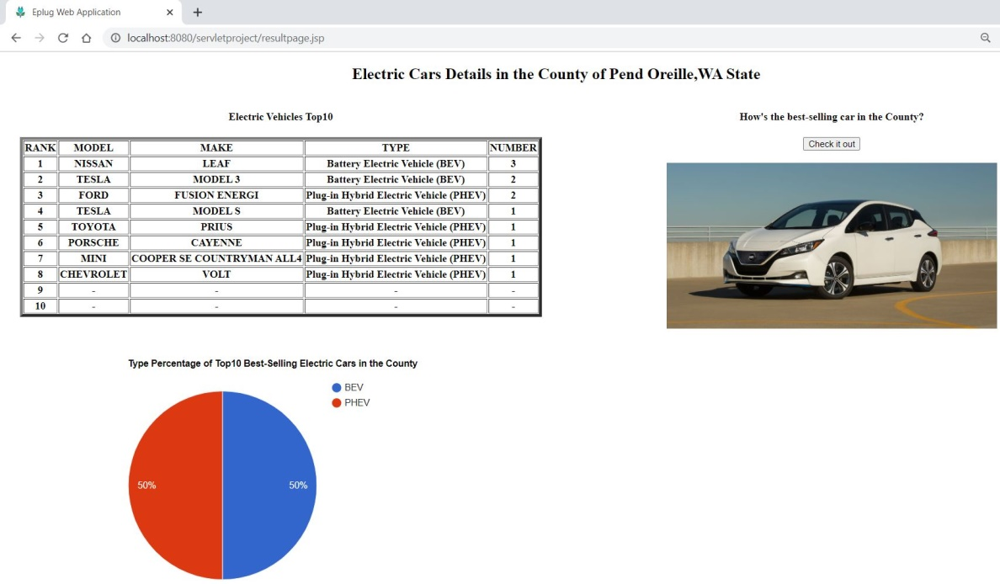 Eplug Web Application
localhost:8080/servletproject/resultpage.jsp
Electric Cars Details in the County of Pend Oreille,WA State
Electric Vehicles Top10
RANK MODEL MAKE TYPE NUMBER
1 NISSAN LEAF Battery Electric Vehicle (BEV) 3
2 TESLA MODEL 3 Battery Electric Vehicle (BEV) 2
3 FORD FUSION ENERGI Plug-in Hybrid Electric Vehicle (PHEV) 2
4 TESLA MODEL S Battery Electric Vehicle (BEV) 1
5 TOYOTA PRIUS Plug-in Hybrid Electric Vehicle (PHEV) 1
6 PORSCHE CAYENNE Plug-in Hybrid Electric Vehicle (PHEV) 1
7 MINI COOPER SE COUNTRYMAN ALL4 Plug-in Hybrid Electric Vehicle (PHEV) 1
8 CHEVROLET VOLT Plug-in Hybrid Electric Vehicle (PHEV) 1
9 - - - -
10 - - - -
How's the best-selling car in the County?
Check it out
Type Percentage of Top10 Best-Selling Electric Cars in the County
BEV
PHEV
50% 50%